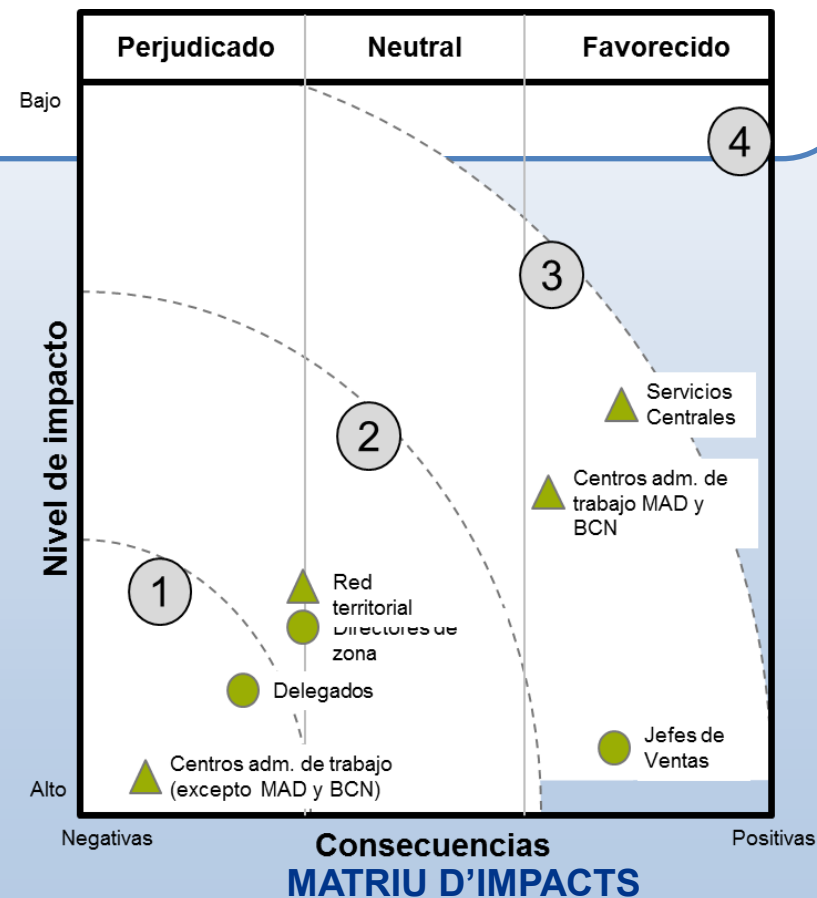 Perjudicado Neutral Favorecido
Bajo
4
3
Servicios
Centrales
2
Centros adm. de
trabajo MAD y
BCN
Nivel de impacto
1
Red
territorial
Directores de
zona
Delegados
Jefes de
Ventas
Centros adm. de trabajo
(excepto MAD y BCN)
Alto
Negativas
Consecuencias
Positivas
MATRIU D'IMPACTS